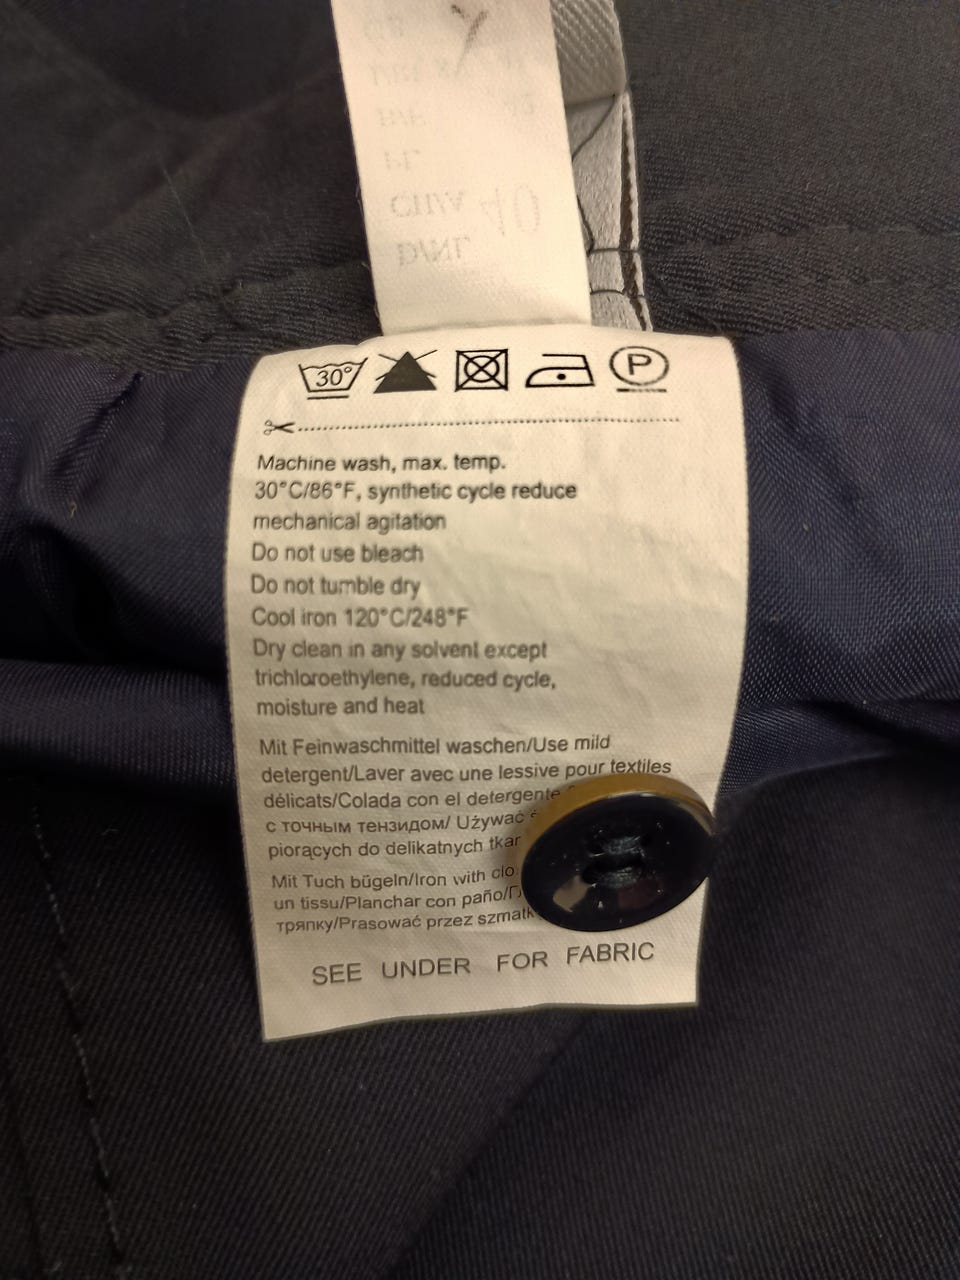 40
30°
P
Machine wash, max. temp.
30°C/86°F, synthetic cycle reduce
mechanical agitation
Do not use bleach
Do not tumble dry
Cool iron 120°C/248°F
Dry clean in any solvent except
trichloroethylene, reduced cycle,
moisture and heat
Mit Feinwaschmittel waschen/Use mild
detergent/Laver avec une lessive pour textiles
délicats/Colada con el detergente
с точным тензидом/ Używać
piorących do delikatnych
Mit Tuch bügeln/Iron with
un tissu/Planchar con paño/
тряпку/Prasować przez
SEE UNDER FOR FABRIC